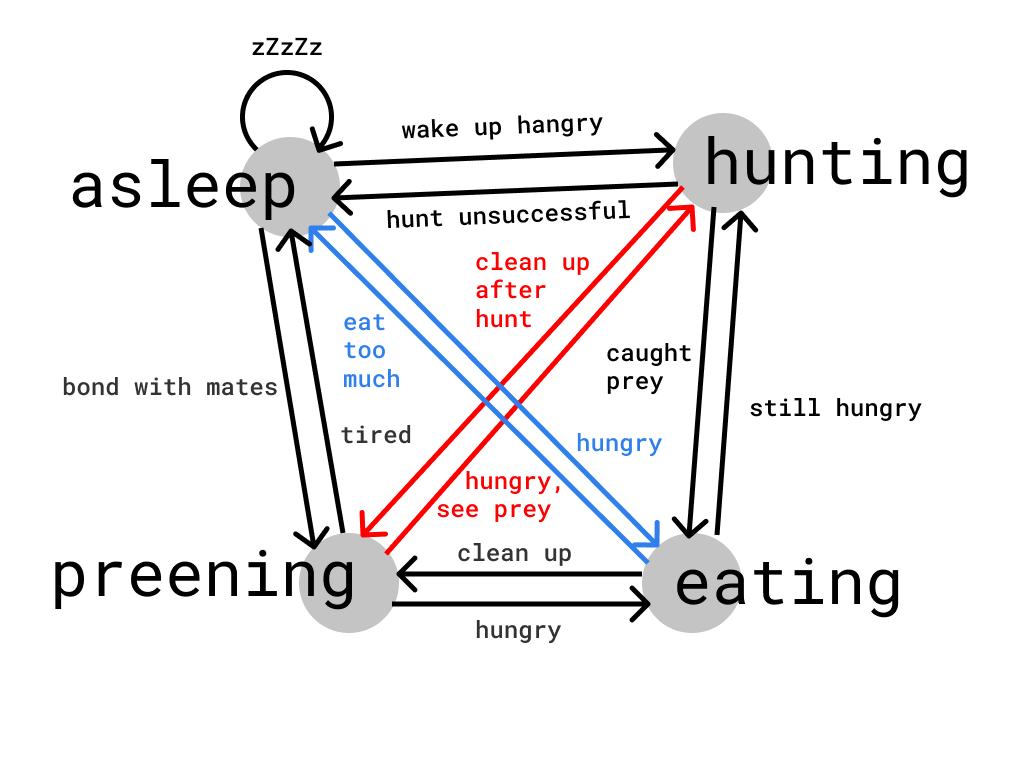 zZzZz
wake up hangry
asleep
hunting
hunt unsuccessful
clean up
after
hunt
eat
too
much
caught
prey
bond with mates
still hungry
tired
hungry
hungry,
see prey
clean up
preening
eating
hungry